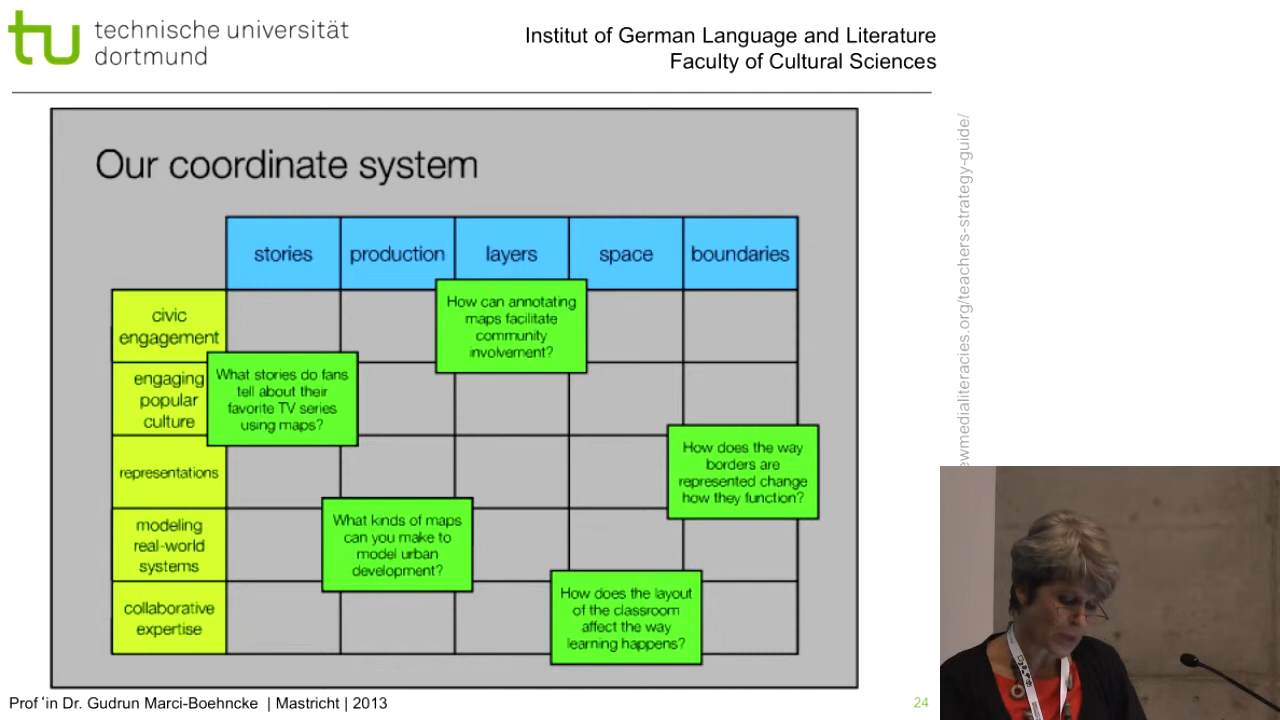 tu technische universität
dortmund
Institut of German Language and Literature
Faculty of Cultural Sciences
Our coordinate system
stories production layers space boundaries
civic
engagement
How can annotating
maps facilitate
community
involvement?
engaging
popular
culture
What stories do fans
tell about their
favorite TV series
using maps?
representations
How does the way
borders are
represented change
how they function?
modeling
real-world
systems
What kinds of maps
can you make to
model urban
development?
collaborative
expertise
How does the layout
of the classroom
affect the way
learning happens?
ewmedialiteracies.org/teachers-strategy-guide/
Prof´in Dr. Gudrun Marci-Boehncke | Mastricht | 2013
24